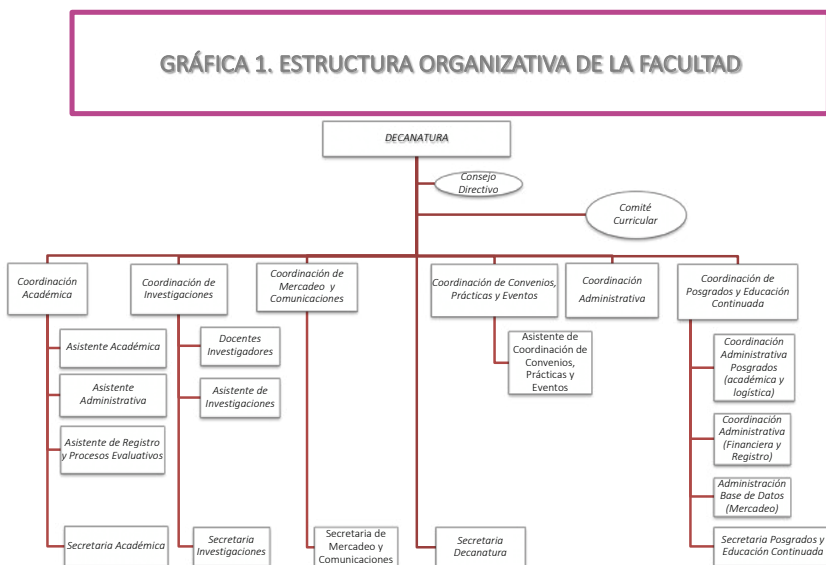 GRÁFICA 1. ESTRUCTURA ORGANIZATIVA DE LA FACULTAD
DECANATURA
Consejo
Directivo
Comité
Curricular
Coordinación
Académica
Coordinación de
Investigaciones
Coordinación de
Mercadeo y
Comunicaciones
Coordinación de Convenios,
Prácticas y Eventos
Coordinación
Administrativa
Coordinación de
Posgrados y Educación
Continuada
Asistente Académica
Asistente
Administrativa
Asistente de Registro
y Procesos Evaluativos
Secretaria Académica
Docentes
Investigadores
Asistente de
Investigaciones
Secretaria
Investigaciones
Secretaria de
Mercadeo y
Comunicaciones
Secretaria
Decanatura
Asistente de
Coordinación de
Convenios,
Prácticas y
Eventos
Coordinación
Administrativa
Posgrados
(académica y
logística)
Coordinación
Administrativa
(Financiera y
Registro)
Administración
Base de Datos
(Mercadeo)
Secretaria Posgrados y
Educación Continuada